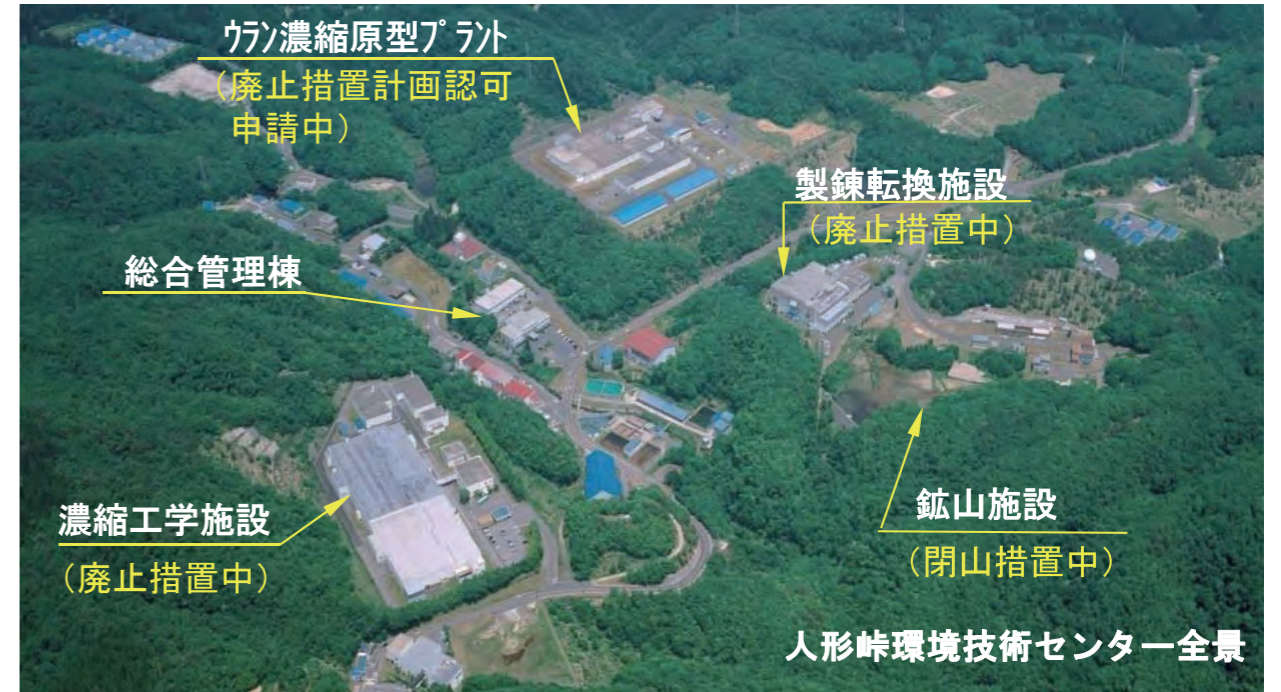 ｳﾗﾝ濃縮原型ﾌﾟﾗﾝﾄ
（廃止措置計画認可
申請中）
製錬転換施設
（廃止措置中）
総合管理棟
濃縮工学施設
（廃止措置中）
鉱山施設
（閉山措置中）
人形峠環境技術センター全景